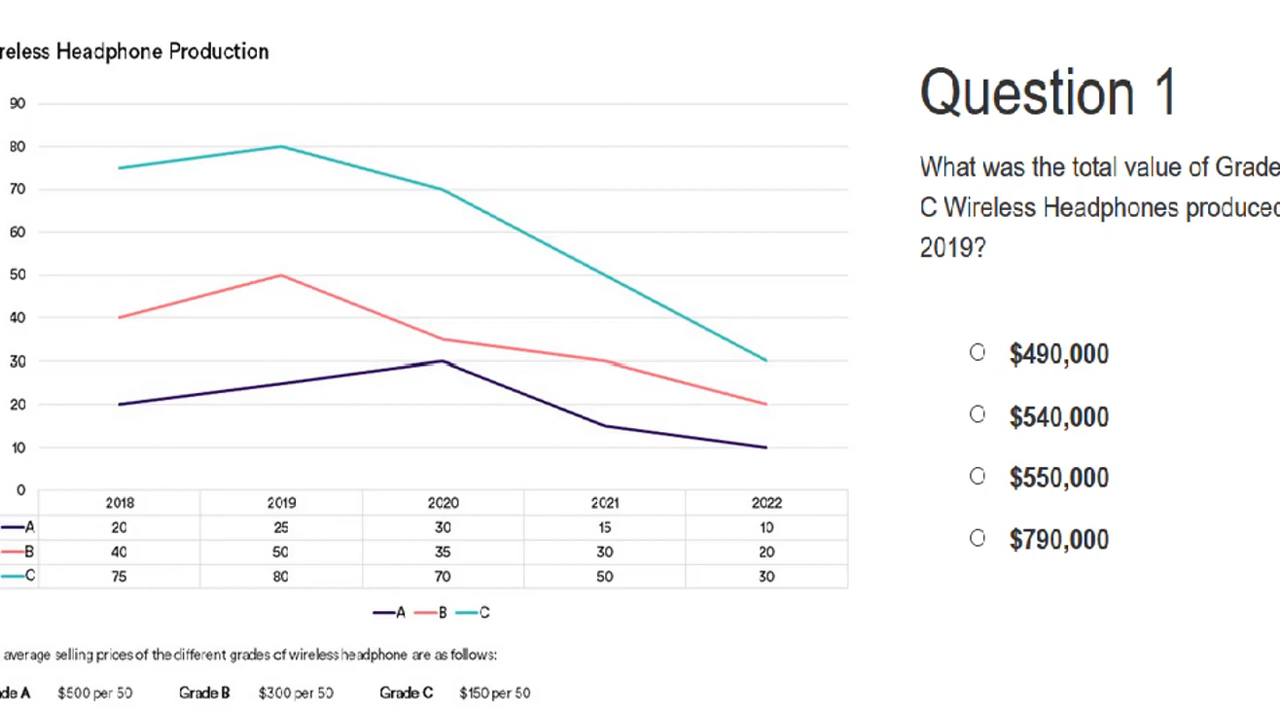 reless Headphone Production
90
80
70
60
50
40
30
20
10
0
2018 2019 2020 2021 2022
A 20 25 30 15 10
B 40 50 35 30 20
C 75 80 70 50 30
A B C
average selling prices of the different grades of wireless headphone are as follows:
de A $500 per 50 Grade B $300 per 50 Grade C $150 per 50
Question 1
What was the total value of Grade
C Wireless Headphones produced
2019?
$490,000
$540,000
$550,000
$790,000